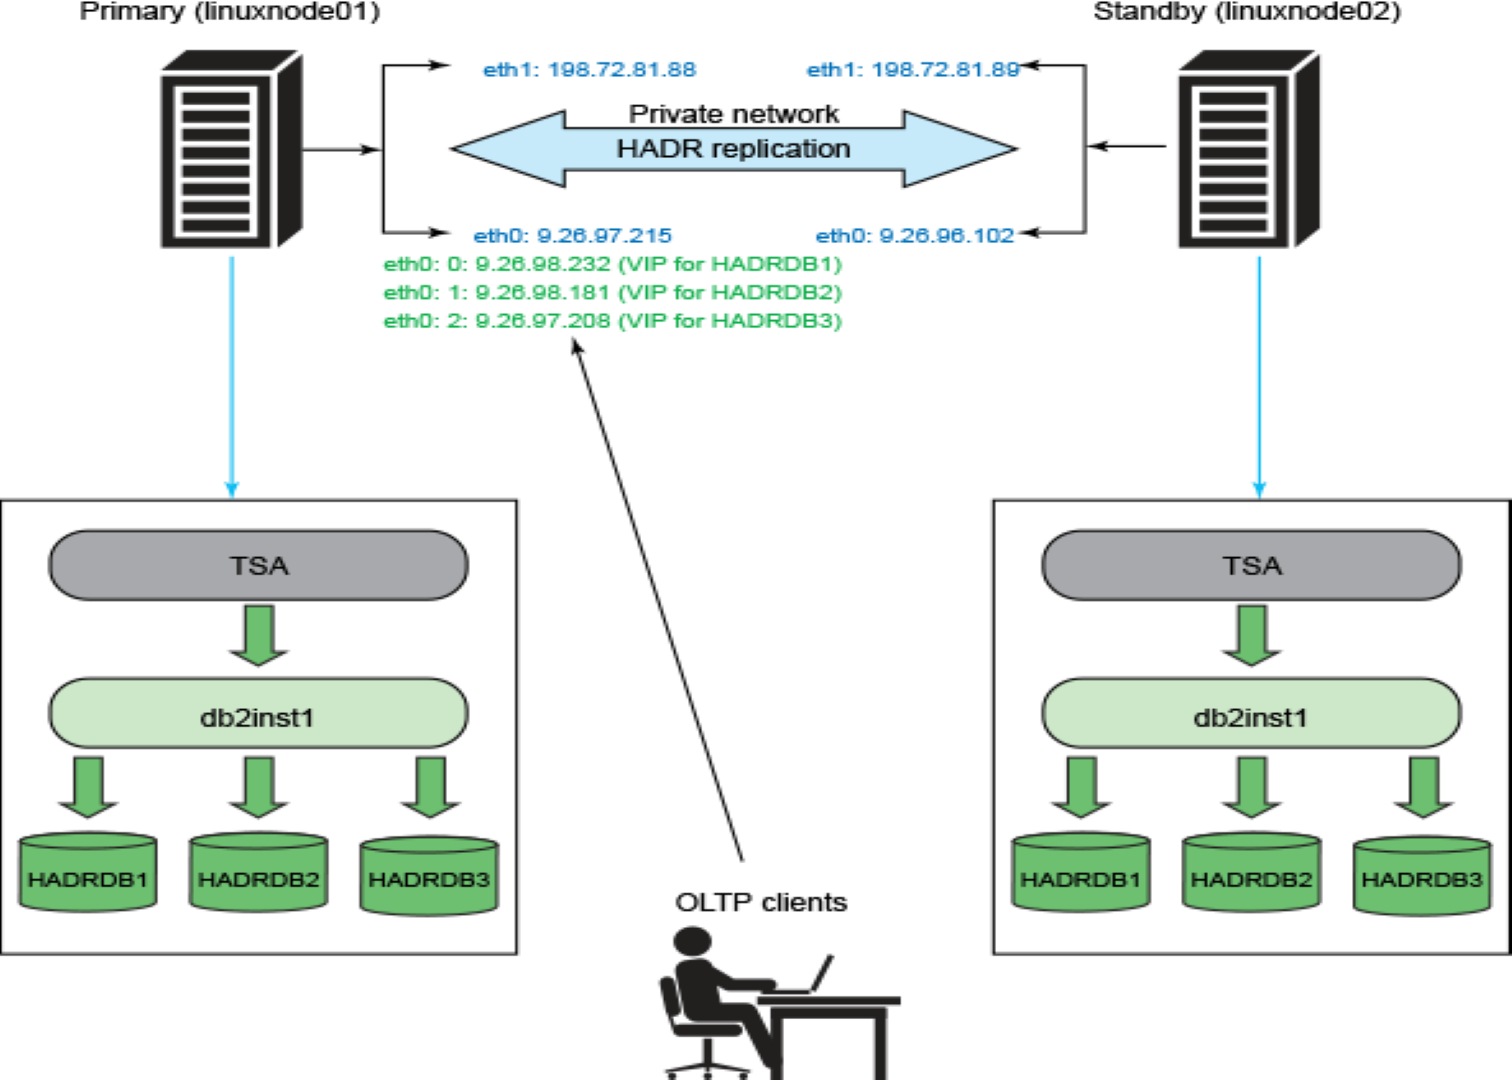 Primary (linuxnode01)
Standby (linuxnode02)
eth1: 198.72.81.88
eth1: 198.72.81.89
Private network
HADR replication
eth0: 9.26.97.215
eth0: 9.26.96.102
eth0: 0: 9.26.98.232 (VIP for HADRDB1)
eth0: 1: 9.26.98.181 (VIP for HADRDB2)
eth0: 2: 9.26.97.208 (VIP for HADRDB3)
TSA
db2inst1
HADRDB1
HADRDB2
HADRDB3
TSA
db2inst1
HADRDB1
HADRDB2
HADRDB3
OLTP clients